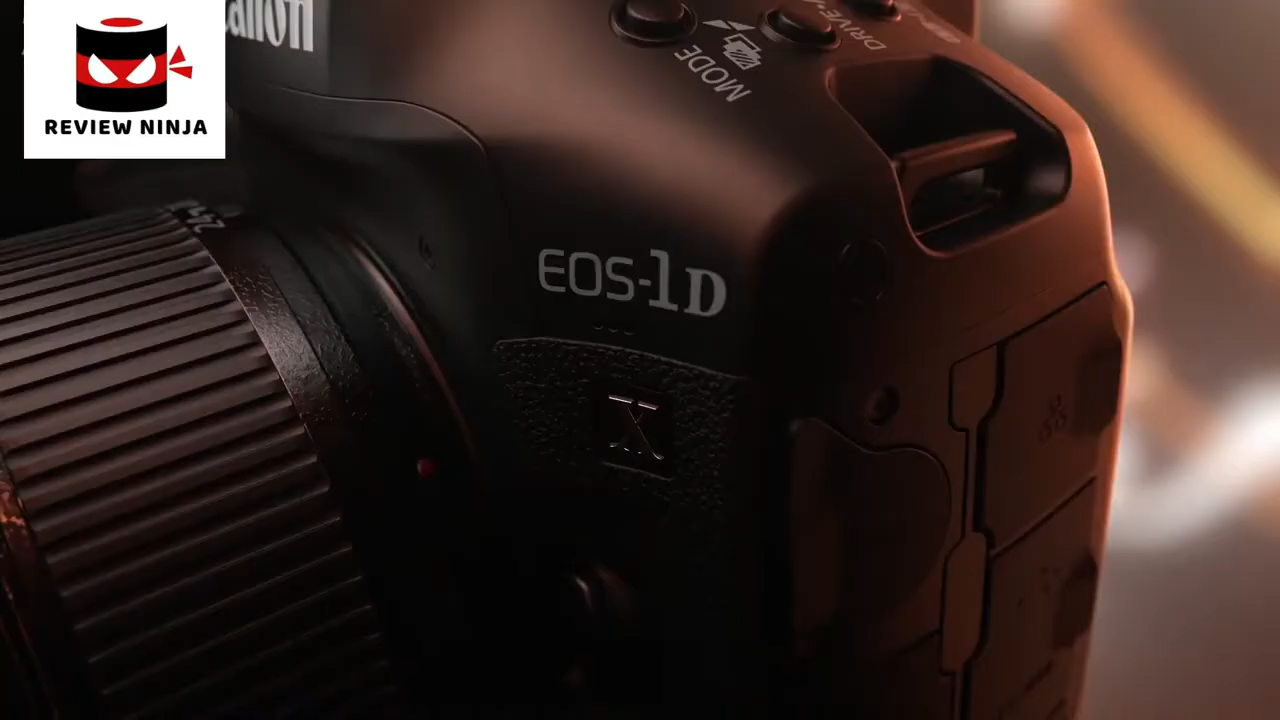 Canon
REVIEW NINJA
MODE
DRIVE•
EOS-1D
X